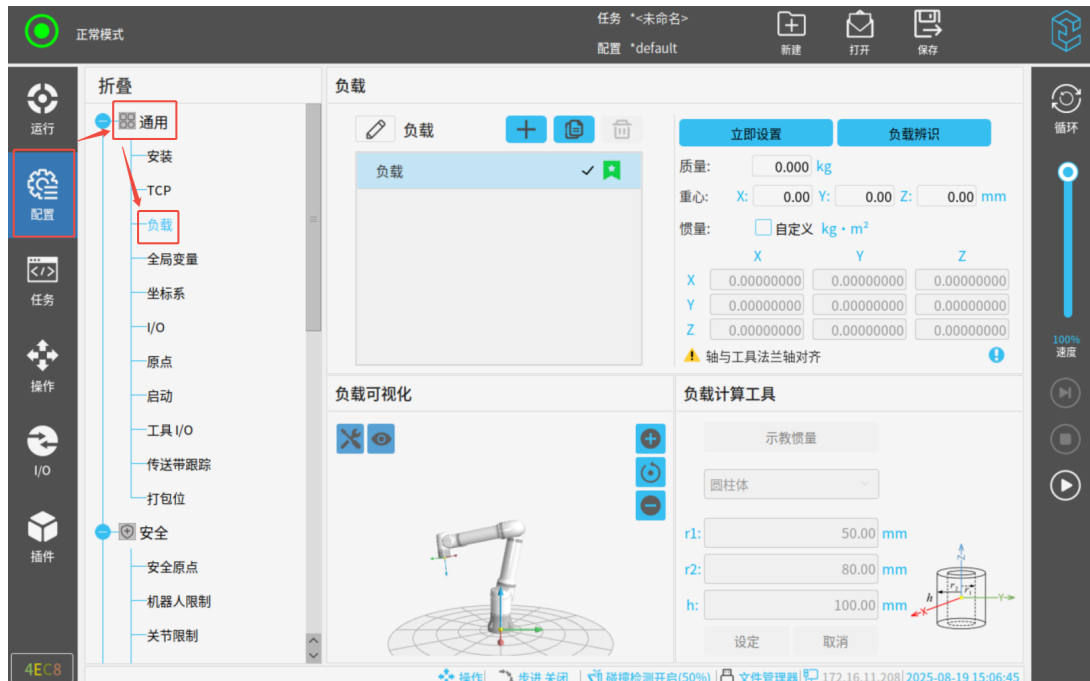 正常模式
任务 *<未命名>
配置 *default
新建
打开
保存
运行
配置
任务
操作
I/O
插件
4EC8
折叠
通用
安装
TCP
负载
全局变量
坐标系
I/O
原点
启动
工具 I/O
传送带跟踪
打包位
安全
安全原点
机器人限制
关节限制
负载
负载
负载
立即设置
负载辨识
质量: 0.000 kg
重心: X: 0.00 Y: 0.00 Z: 0.00 mm
惯量: 自定义 kg·m²
X Y Z
X 0.00000000 0.00000000 0.00000000
Y 0.00000000 0.00000000 0.00000000
Z 0.00000000 0.00000000 0.00000000
轴与工具法兰轴对齐
负载可视化
负载计算工具
示教惯量
圆柱体
r1: 50.00 mm
r2: 80.00 mm
h: 100.00 mm
设定 取消
Z
r₂ r₁
h
X
Y
循环
100%
速度
操作 步进 关闭 碰撞检测开启(50%) 文件管理器 172.16.11.208 2025-08-19 15:06:45